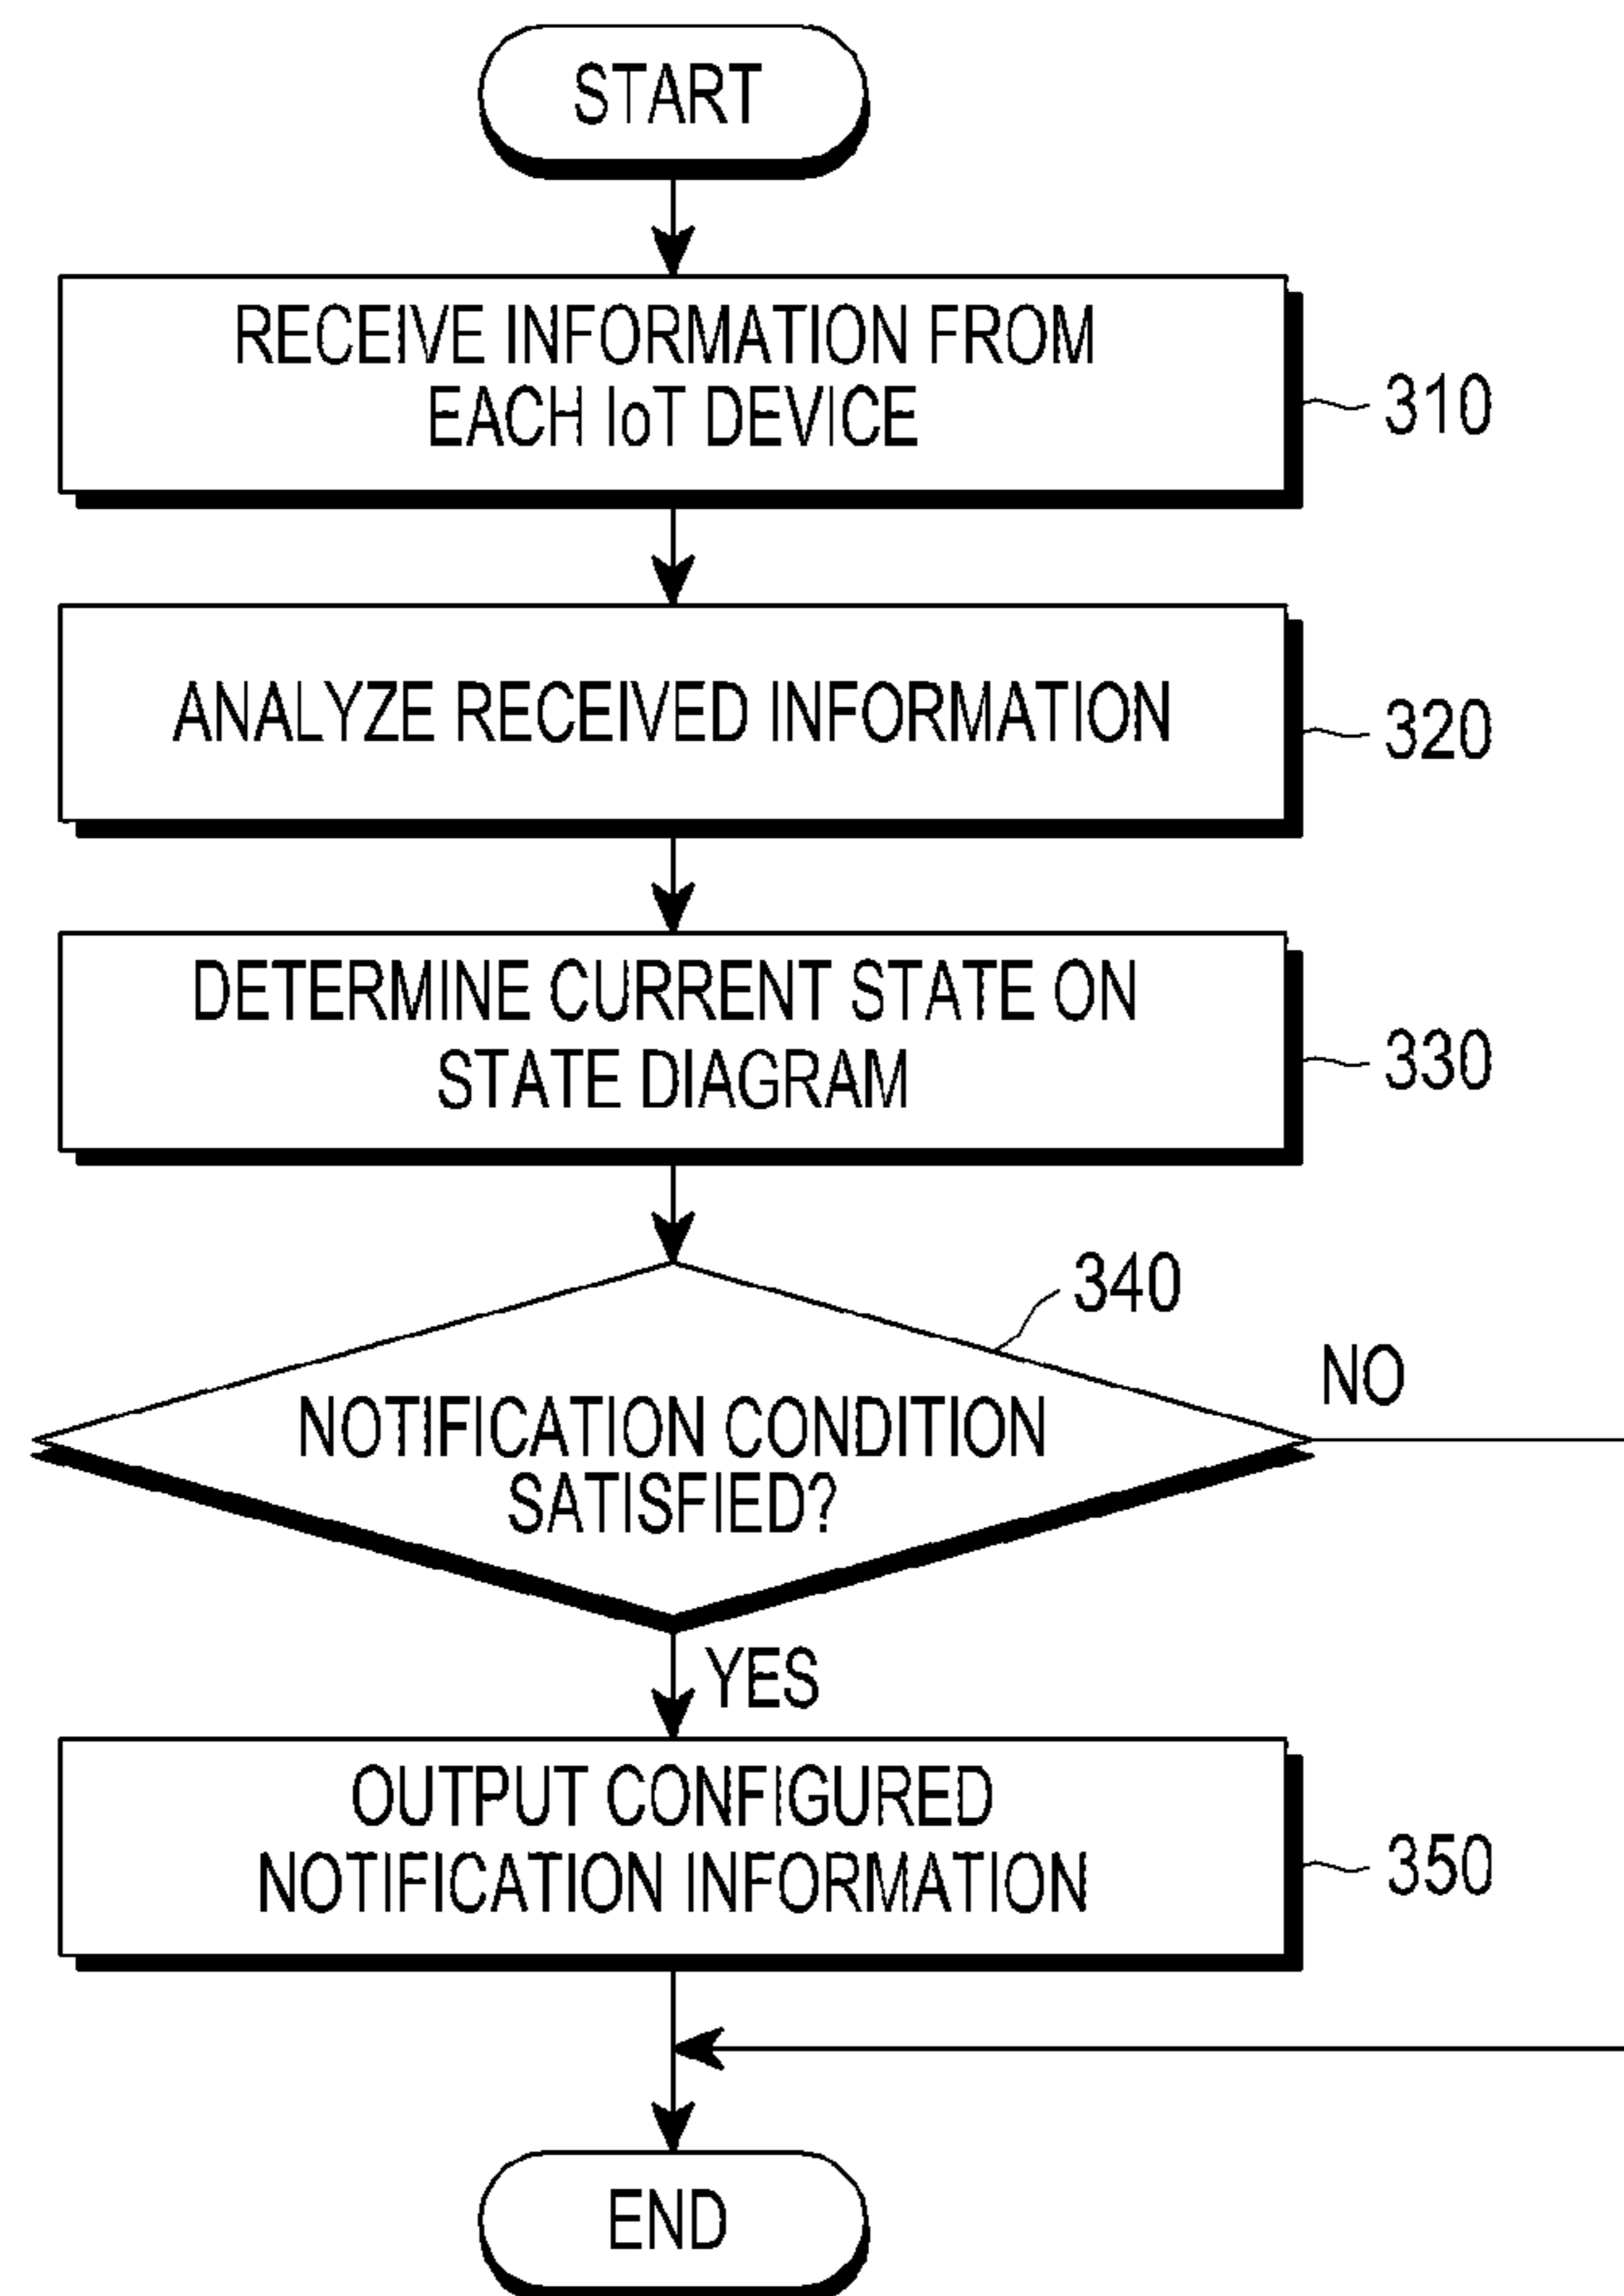 START
RECEIVE INFORMATION FROM
EACH IoT DEVICE
310
ANALYZE RECEIVED INFORMATION
320
DETERMINE CURRENT STATE ON
STATE DIAGRAM
330
340
NO
NOTIFICATION CONDITION
SATISFIED?
YES
OUTPUT CONFIGURED
NOTIFICATION INFORMATION
350
END